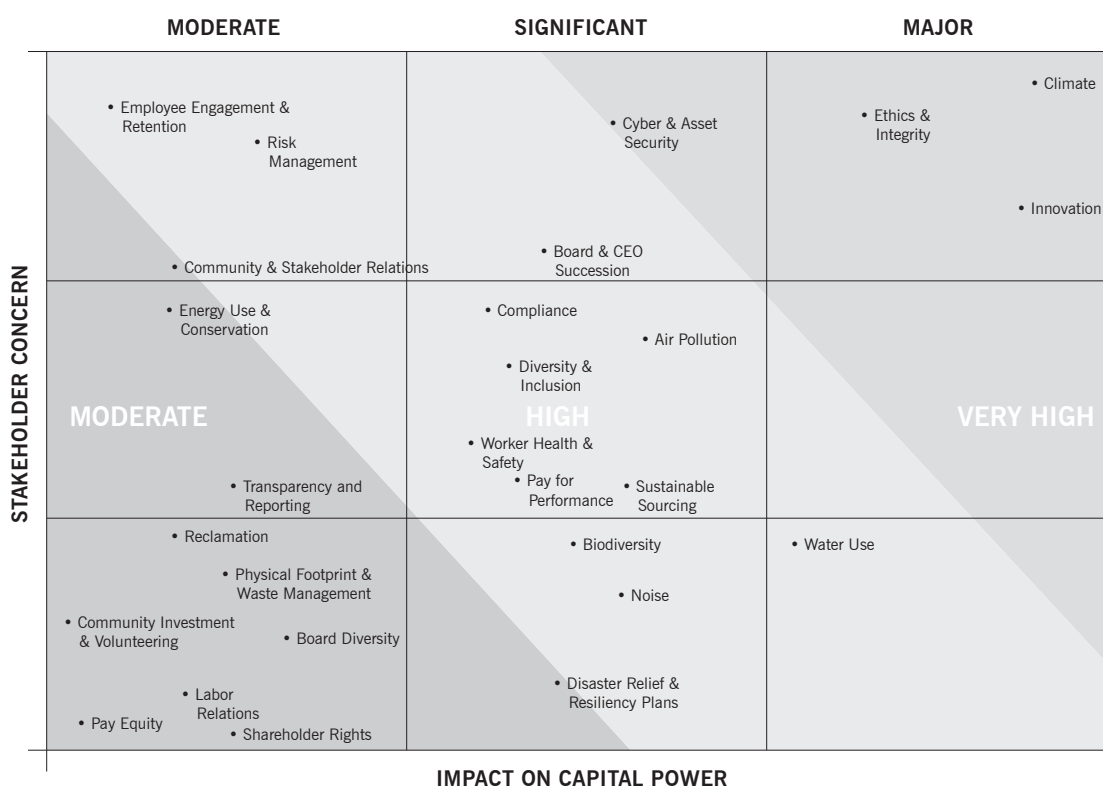 MODERATE
SIGNIFICANT
MAJOR
• Climate
• Employee Engagement &
Retention
• Risk
Management
• Cyber & Asset
Security
• Ethics &
Integrity
• Innovation
• Community & Stakeholder Relations
• Board & CEO
Succession
• Energy Use &
Conservation
• Compliance
• Air Pollution
• Diversity &
Inclusion
MODERATE
HIGH
VERY HIGH
• Worker Health &
Safety
• Pay for
Performance
• Sustainable
Sourcing
• Transparency and
Reporting
• Reclamation
• Biodiversity
• Water Use
• Physical Footprint &
Waste Management
• Noise
• Community Investment
& Volunteering
• Board Diversity
• Disaster Relief &
Resiliency Plans
• Labor
Relations
• Pay Equity
• Shareholder Rights
STAKEHOLDER CONCERN
IMPACT ON CAPITAL POWER